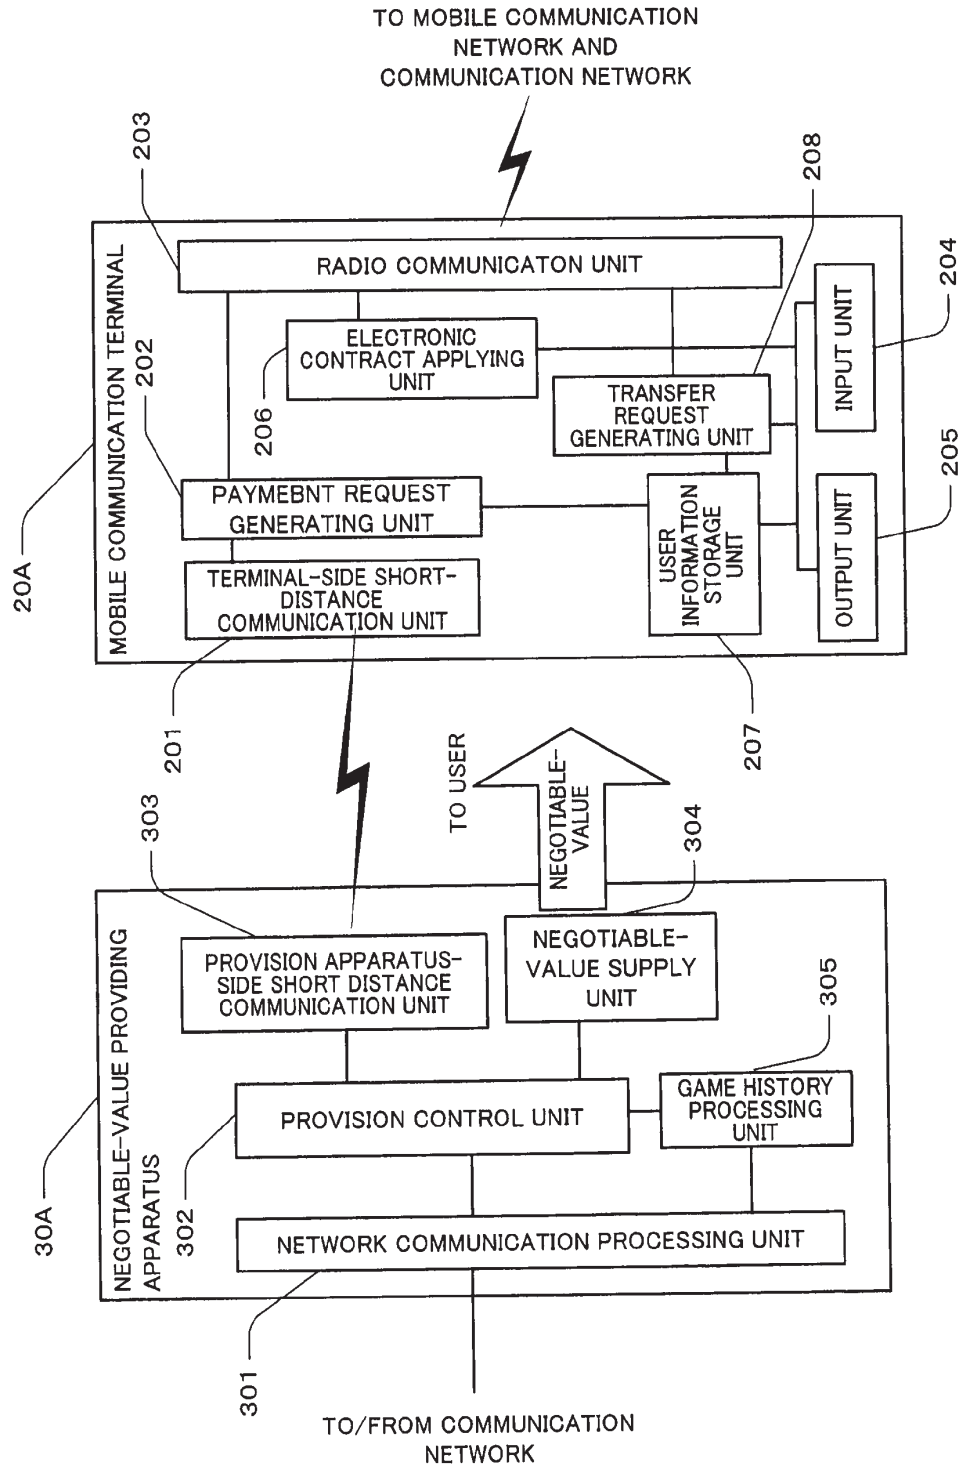 TO MOBILE COMMUNICATION
NETWORK AND
COMMUNICATION NETWORK
20A
MOBILE COMMUNICATION TERMINAL
203
RADIO COMMUNICATON UNIT
206
ELECTRONIC
CONTRACT APPLYING
UNIT
208
TRANSFER
REQUEST
GENERATING UNIT
204
INPUT UNIT
202
PAYMEBNT REQUEST
GENERATING UNIT
207
USER
INFORMATION
STORAGE
UNIT
205
OUTPUT UNIT
201
TERMINAL-SIDE SHORT-
DISTANCE
COMMUNICATION UNIT
TO USER
NEGOTIABLE-
VALUE
30A
NEGOTIABLE-VALUE PROVIDING
APPARATUS
303
PROVISION APPARATUS-
SIDE SHORT DISTANCE
COMMUNICATION UNIT
304
NEGOTIABLE-
VALUE SUPPLY
UNIT
302
PROVISION CONTROL UNIT
305
GAME HISTORY
PROCESSING
UNIT
301
NETWORK COMMUNICATION PROCESSING UNIT
TO/FROM COMMUNICATION
NETWORK